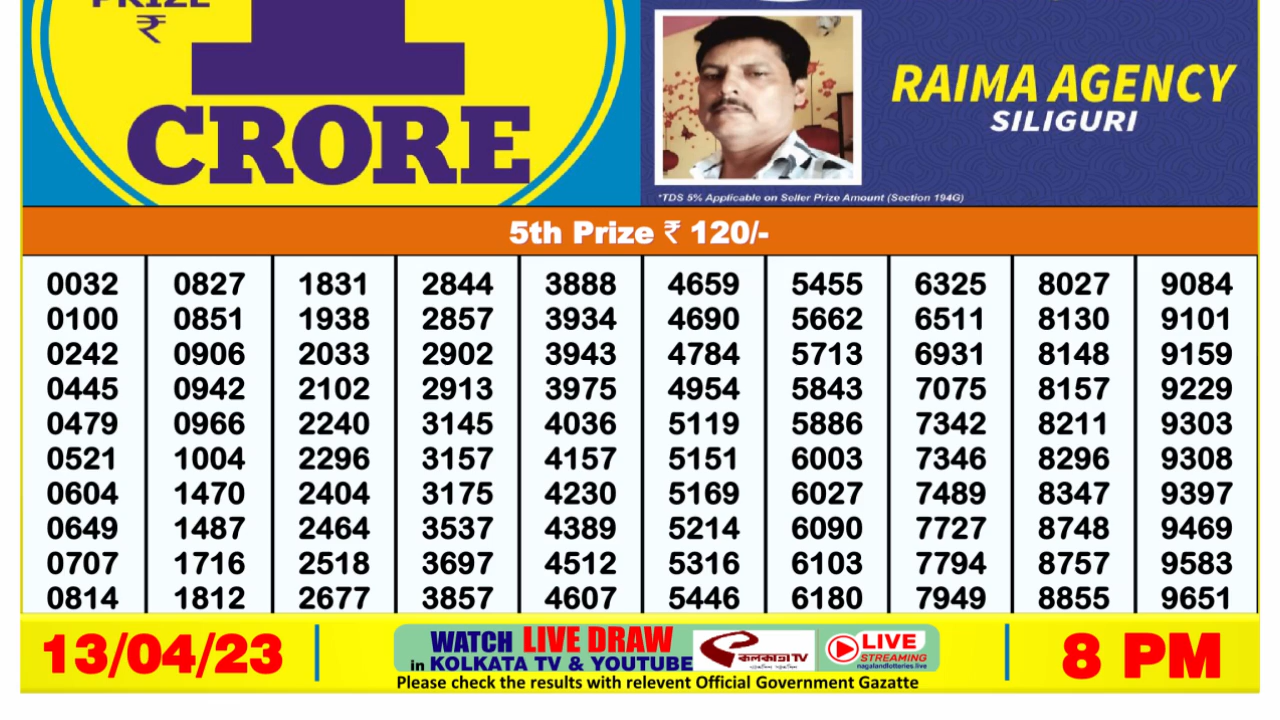 PRIZE
₹
1
CRORE
RAIMA AGENCY
SILIGURI
*TDS 5% Applicable on Seller Prize Amount (Section 194G)
5th Prize ₹ 120/-
0032 0827 1831 2844 3888 4659 5455 6325 8027 9084
0100 0851 1938 2857 3934 4690 5662 6511 8130 9101
0242 0906 2033 2902 3943 4784 5713 6931 8148 9159
0445 0942 2102 2913 3975 4954 5843 7075 8157 9229
0479 0966 2240 3145 4036 5119 5886 7342 8211 9303
0521 1004 2296 3157 4157 5151 6003 7346 8296 9308
0604 1470 2404 3175 4230 5169 6027 7489 8347 9397
0649 1487 2464 3537 4389 5214 6090 7727 8748 9469
0707 1716 2518 3697 4512 5316 6103 7794 8757 9583
0814 1812 2677 3857 4607 5446 6180 7949 8855 9651
13/04/23
WATCH LIVE DRAW
in KOLKATA TV & YOUTUBE
কলকাতা TV
LIVE
STREAMING
nagalandlotteries.live
Please check the results with relevent Official Government Gazatte
8 PM